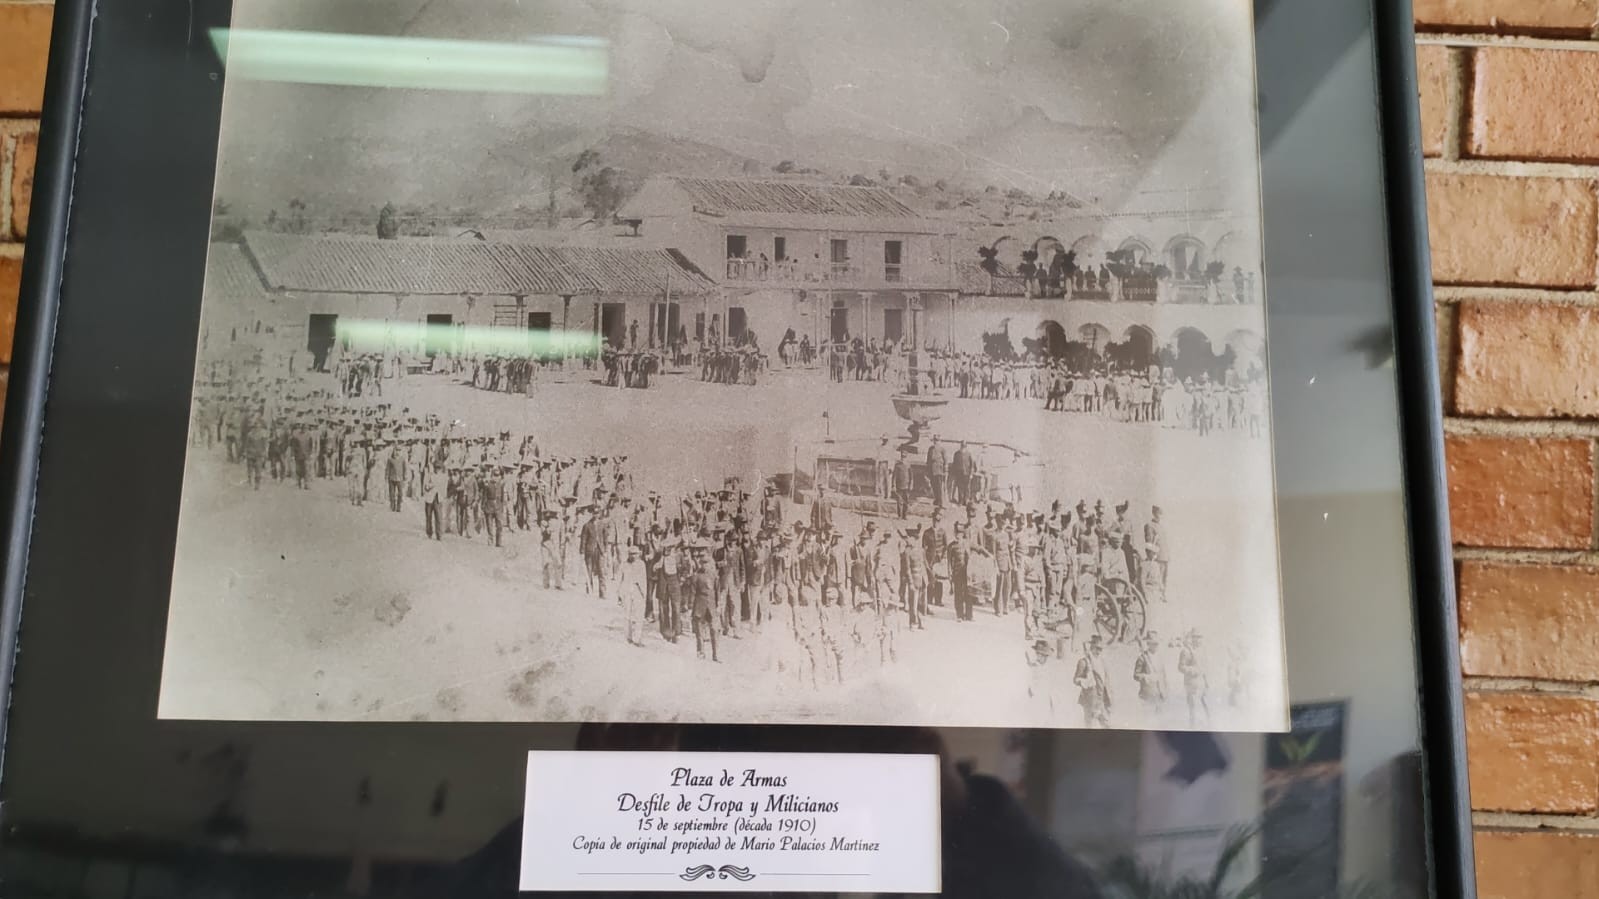 Plaza de Armas
Desfile de Tropa y Milicianos
15 de septiembre (década 1910)
Copia de original propiedad de Mario Palacios Martínez